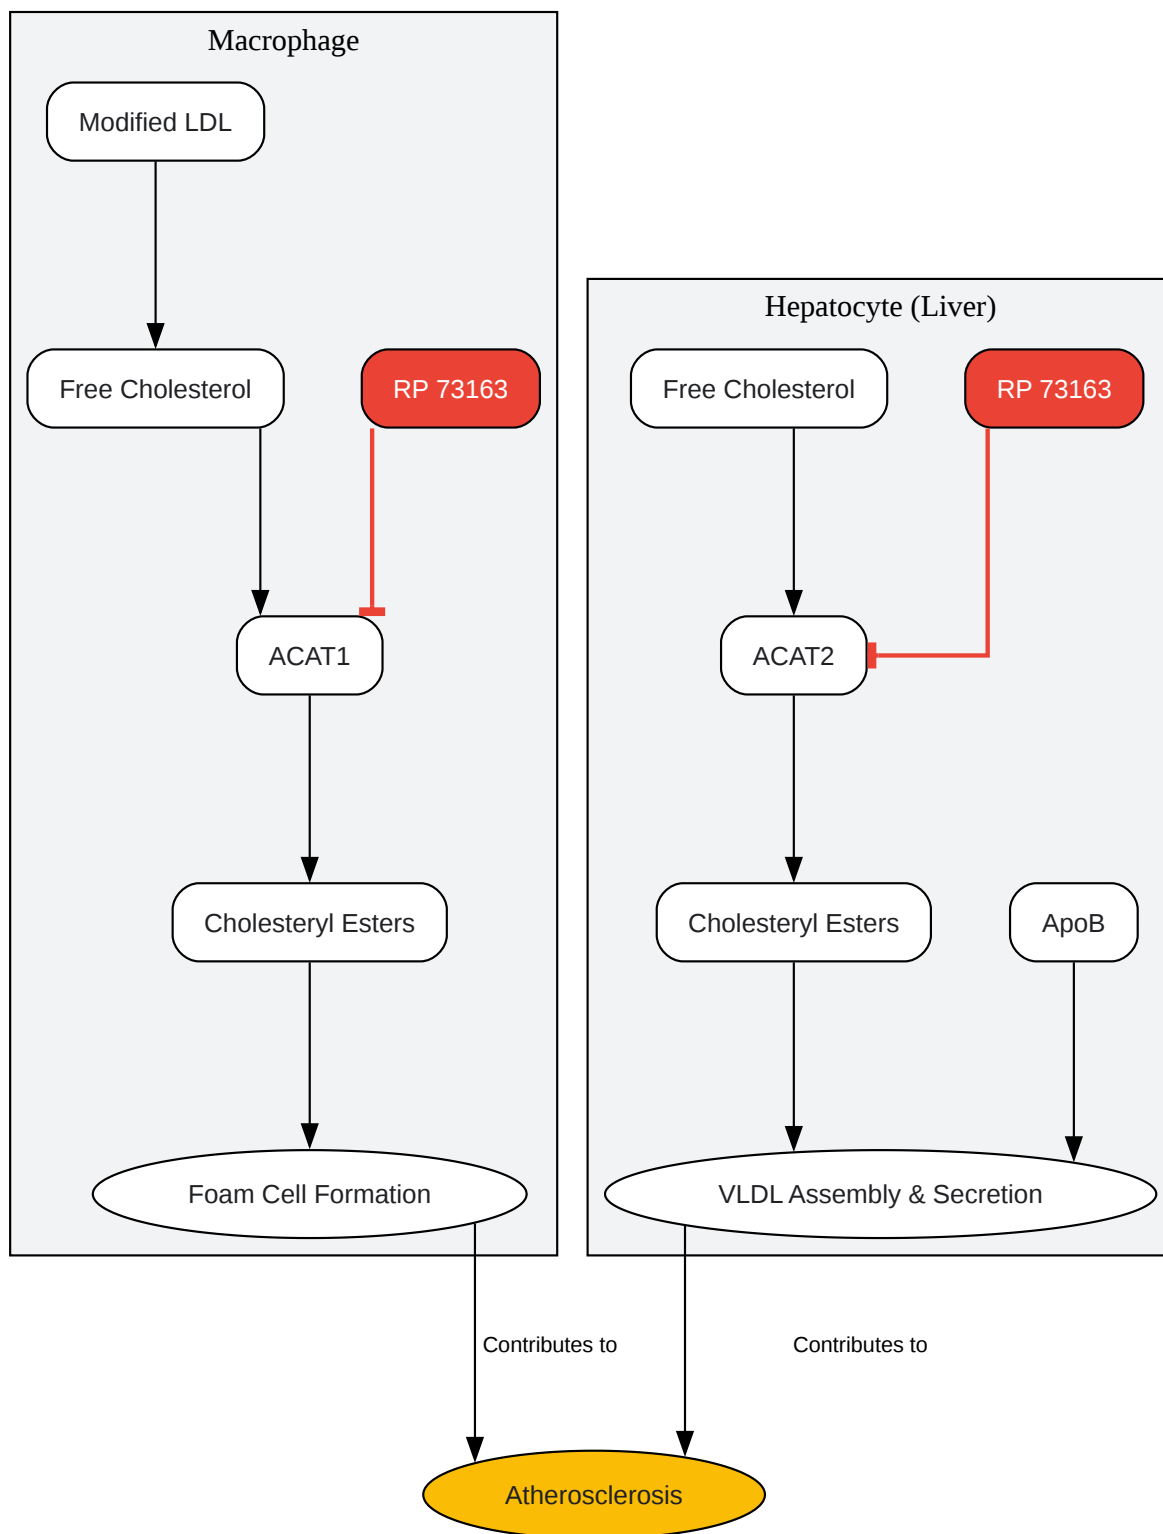 Macrophage
Modified LDL
Free Cholesterol
RP 73163
ACAT1
Cholesteryl Esters
Foam Cell Formation
Hepatocyte (Liver)
Free Cholesterol
RP 73163
ACAT2
Cholesteryl Esters
ApoB
VLDL Assembly & Secretion
Contributes to
Contributes to
Atherosclerosis